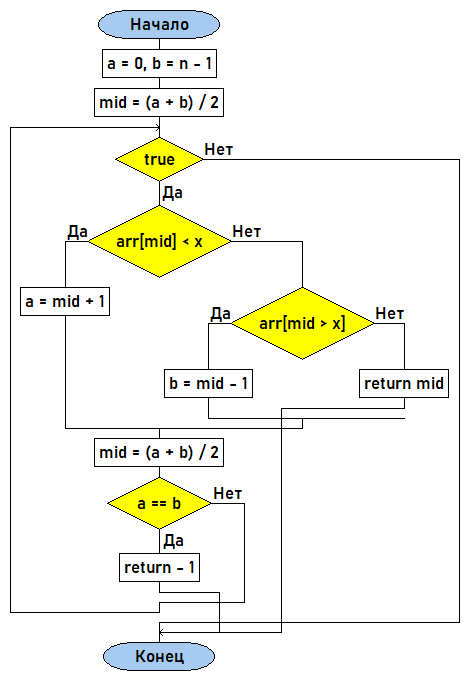 Начало
a = 0, b = n - 1
mid = (a + b) / 2
true
Нет
Да
Да
arr[mid] < x
Нет
a = mid + 1
Да
arr[mid > x]
Нет
b = mid - 1
return mid
mid = (a + b) / 2
a == b
Нет
Да
return - 1
Конец